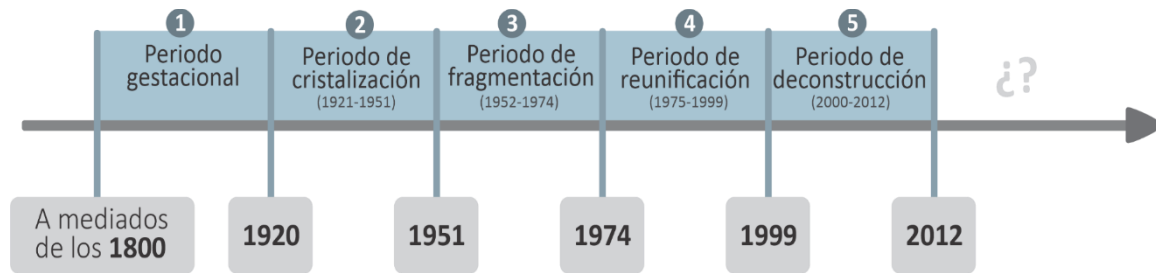 1
Periodo
gestacional
2
Periodo de
cristalización
(1921-1951)
3
Periodo de
fragmentación
(1952-1974)
4
Periodo de
reunificación
(1975-1999)
5
Periodo de
deconstrucción
(2000-2012)
¿?
A mediados
de los 1800
1920
1951
1974
1999
2012